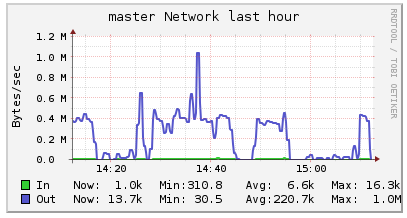 master Network last hour
RRDTOOL / TOBI OETIKER
Bytes/sec
1.2 M
1.0 M
0.8 M
0.6 M
0.4 M
0.2 M
0.0
14:20 14:40 15:00
In Now: 1.0k Min:310.8 Avg: 6.6k Max: 16.3k
Out Now: 13.7k Min: 30.5 Avg:220.7k Max: 1.0M